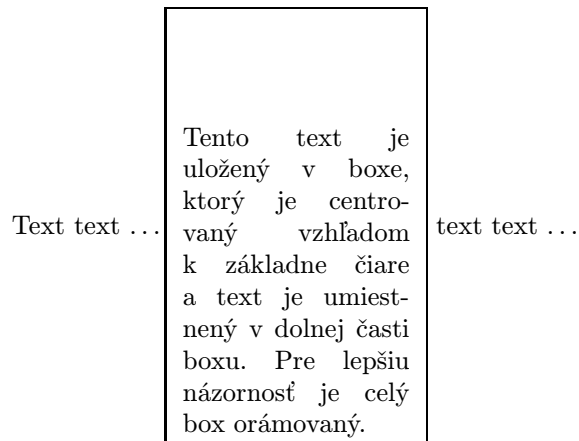 Tento text je
uložený v boxe,
ktorý je centro-
Text text ... vaný vzhľadom text text ...
k základne čiare
a text je umiest-
nený v dolnej časti
boxu. Pre lepšiu
názornosť je celý
box orámovaný.